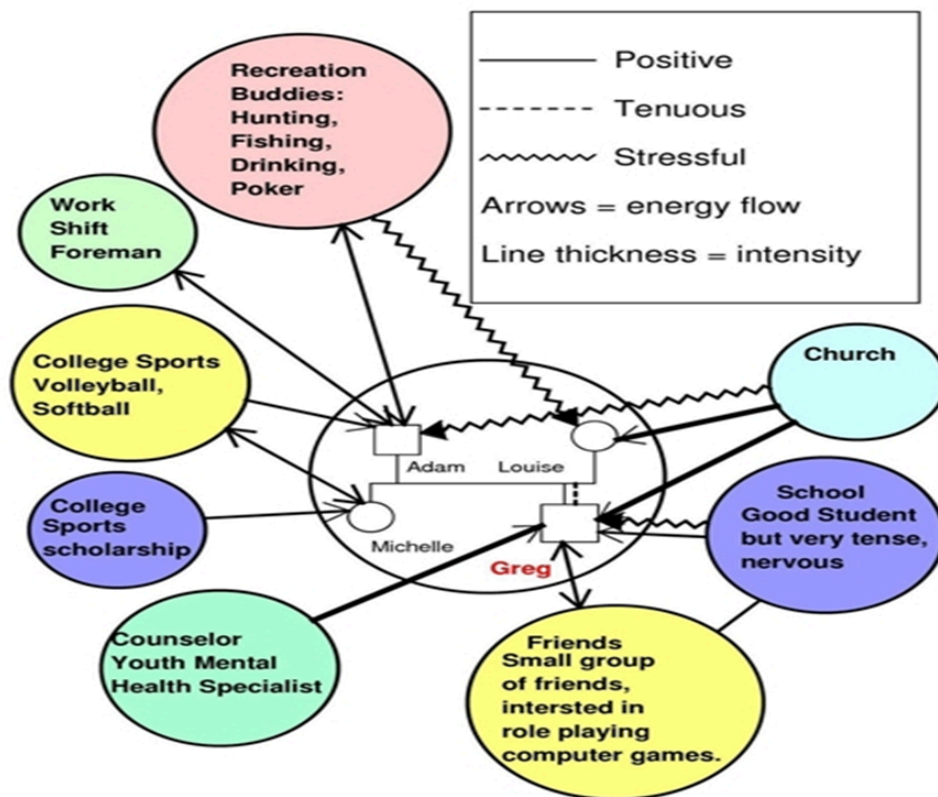 Recreation
Buddies:
Hunting,
Fishing,
Drinking,
Poker
Positive
Tenuous
Stressful
Arrows = energy flow
Line thickness = intensity
Work
Shift
Foreman
College Sports
Volleyball,
Softball
Church
Adam
Louise
College
Sports
scholarship
Michelle
Greg
School
Good Student
but very tense,
nervous
Counselor
Youth Mental
Health Specialist
Friends
Small group
of friends,
intersted in
role playing
computer games.